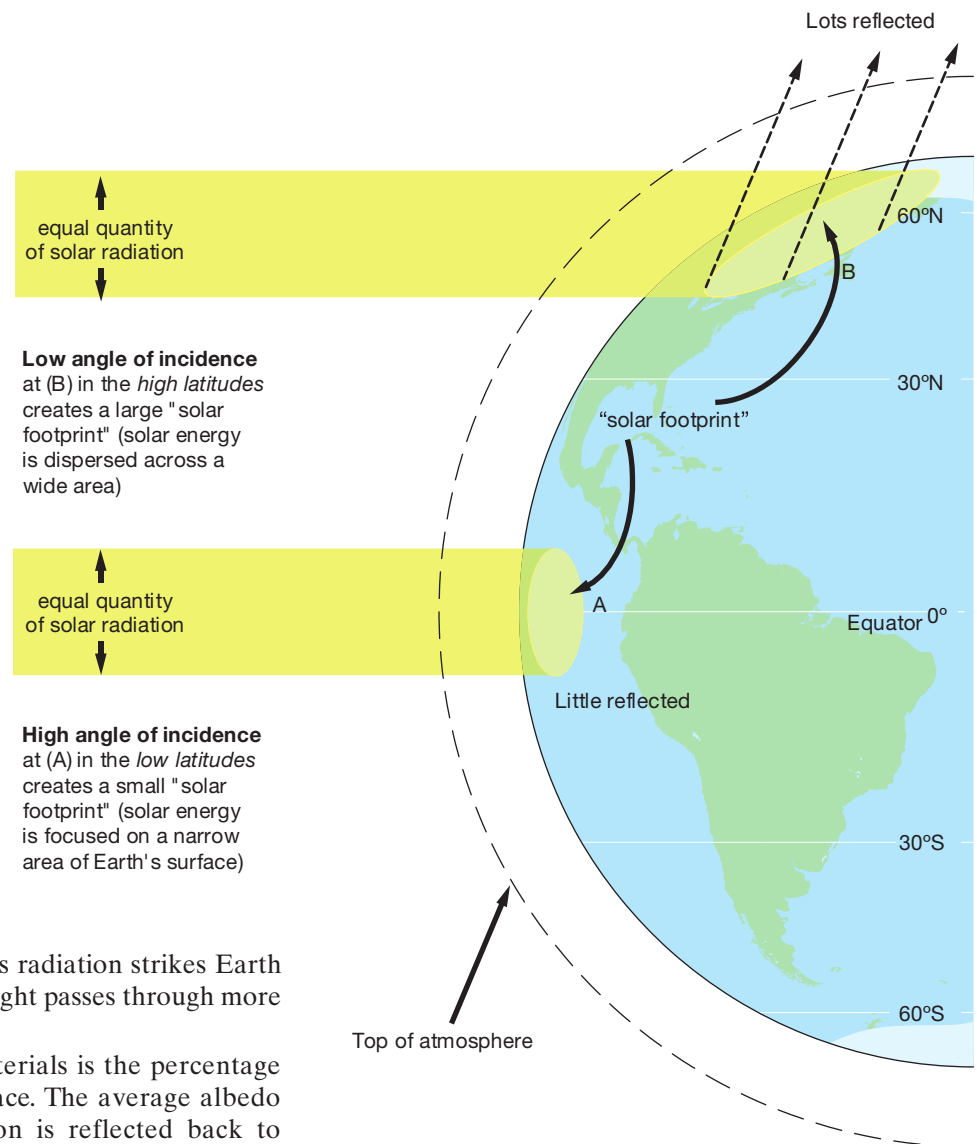 Lots reflected
equal quantity
of solar radiation
60ºN
B
Low angle of incidence
at (B) in the high latitudes
creates a large "solar
footprint" (solar energy
is dispersed across a
wide area)
30ºN
“solar footprint”
equal quantity
of solar radiation
A
Equator 0º
Little reflected
High angle of incidence
at (A) in the low latitudes
creates a small "solar
footprint" (solar energy
is focused on a narrow
area of Earth's surface)
30ºS
60ºS
Top of atmosphere
s radiation strikes Earth
ght passes through more
terials is the percentage
ace. The average albedo
on is reflected back to